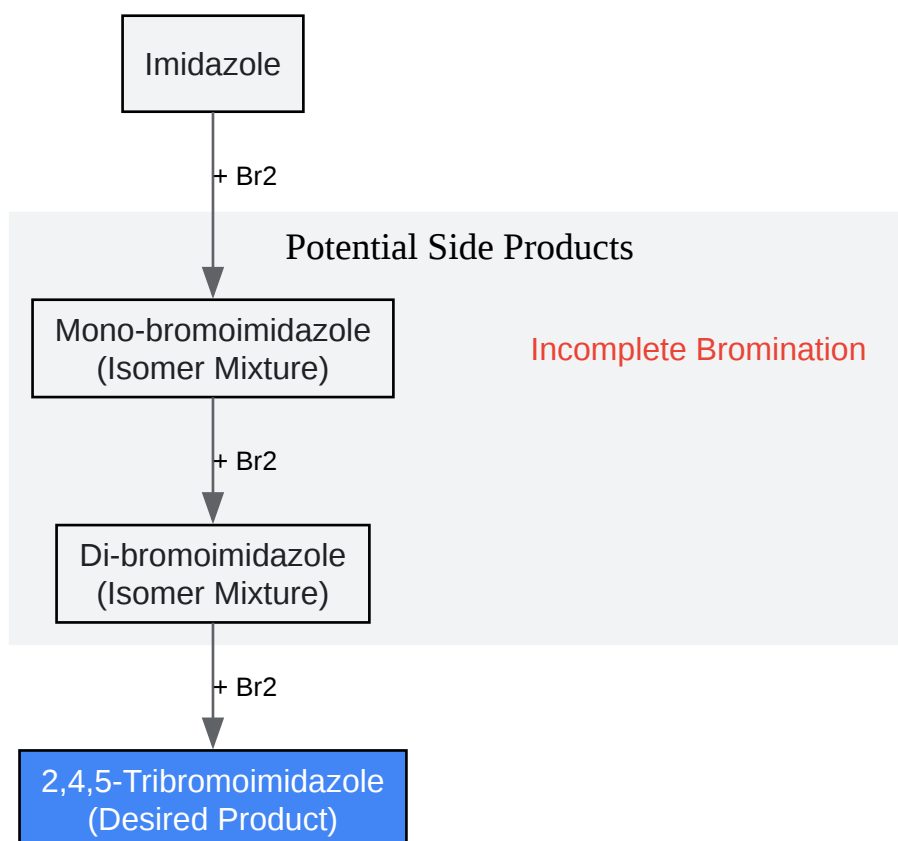 Imidazole
+ Br2
Potential Side Products
Mono-bromoimidazole
(Isomer Mixture)
Incomplete Bromination
+ Br2
Di-bromoimidazole
(Isomer Mixture)
+ Br2
2,4,5-Tribromoimidazole
(Desired Product)